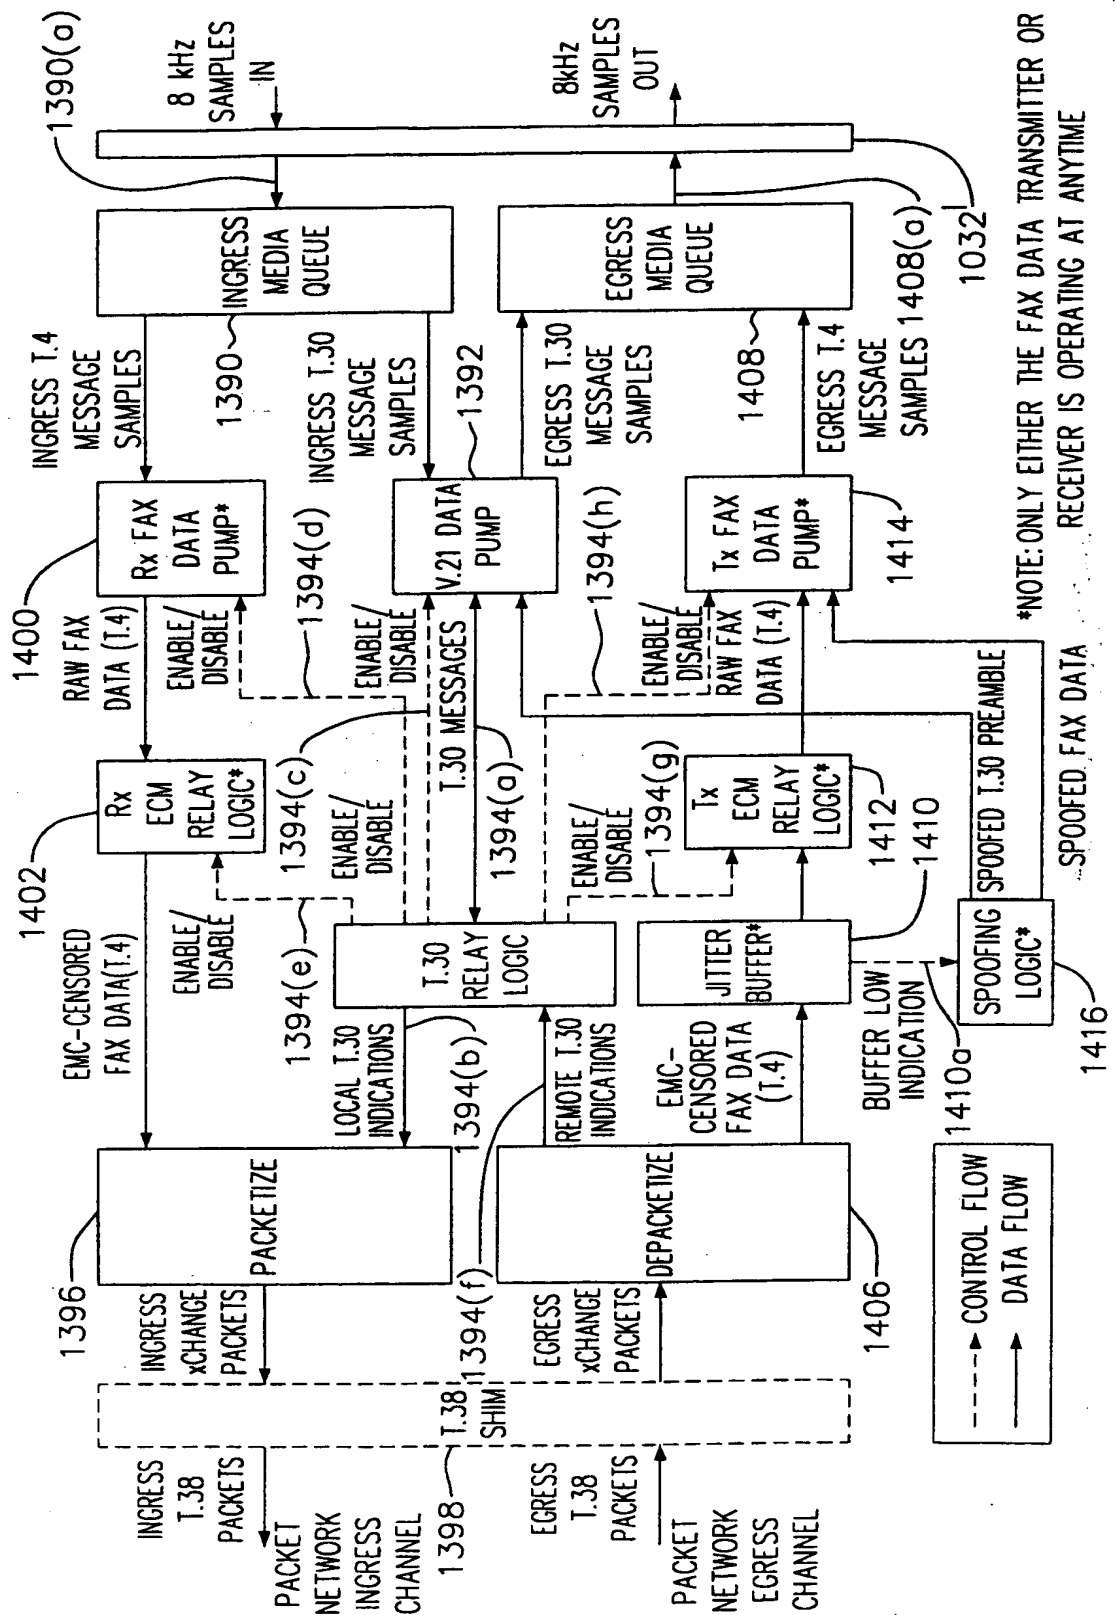 8 kHz
SAMPLES
IN
1390(a)
8kHz
SAMPLES
OUT
1032'
INGRESS
MEDIA
QUEUE
1390
EGRESS
MEDIA
QUEUE
1408
1408(a)
INGRESS T.4
MESSAGE
SAMPLES
INGRESS T.30
MESSAGE
SAMPLES
1392
EGRESS T.30
MESSAGE
SAMPLES
EGRESS T.4
MESSAGE
SAMPLES
Rx FAX
DATA
PUMP*
1400
V.21 DATA
PUMP
Tx FAX
DATA
PUMP*
1414
RAW FAX
DATA (T.4)
ENABLE/
DISABLE
1394(d)
ENABLE/
DISABLE
T.30 MESSAGES
1394(c)
1394(a)
1394(h)
ENABLE/
DISABLE
RAW FAX
DATA (T.4)
Rx
ECM
RELAY
LOGIC*
1402
ENABLE/
DISABLE
ENABLE/
DISABLE
1394(g)
Tx
ECM
RELAY
LOGIC*
1412
1410
SPOOFED T.30 PREAMBLE
SPOOFED FAX DATA
EMC-CENSORED
FAX DATA(T.4)
ENABLE/
DISABLE
1394(e)
T.30
RELAY
LOGIC
JITTER
BUFFER*
SPOOFING
LOGIC*
1416
LOCAL T.30
INDICATIONS
1394(b)
REMOTE T.30
INDICATIONS
EMC-
CENSORED
FAX DATA
(T.4)
BUFFER LOW
INDICATION
1410a
PACKETIZE
1396
1394(f)
DEPACKETIZE
1406
INGRESS
xCHANGE
PACKETS
EGRESS
xCHANGE
PACKETS
T.38
SHIM
1398
INGRESS
T.38
PACKETS
EGRESS
T.38
PACKETS
PACKET
NETWORK
INGRESS
CHANNEL
PACKET
NETWORK
EGRESS
CHANNEL
CONTROL FLOW
DATA FLOW
*NOTE: ONLY EITHER THE FAX DATA TRANSMITTER OR
RECEIVER IS OPERATING AT ANYTIME